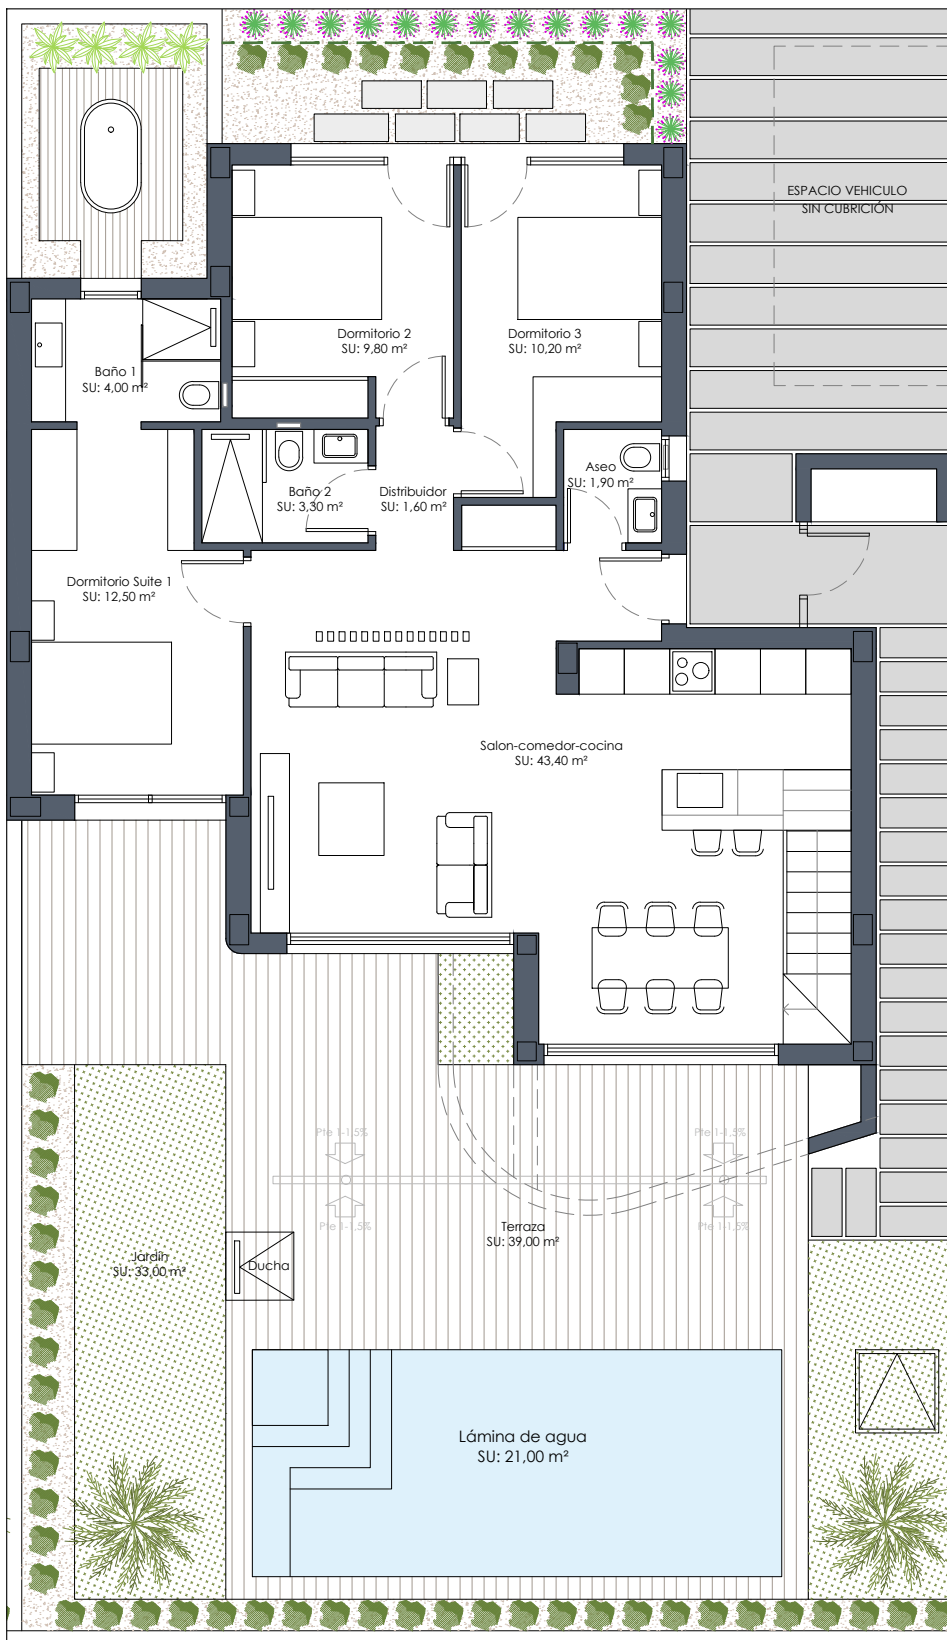 ESPACIO VEHICULO
SIN CUBRICIÓN
Dormitorio 2
SU: 9,80 m²
Dormitorio 3
SU: 10,20 m²
Baño 1
SU: 4,00 m²
Baño 2
SU: 3,30 m²
Distribuidor
SU: 1,60 m²
Aseo
SU: 1,90 m²
Dormitorio Suite 1
SU: 12,50 m²
Salon-comedor-cocina
SU: 43,40 m²
Pte 1-1,5%
Pte 1-1,5%
Pte 1-1,5%
Pte 1-1,5%
Terraza
SU: 39,00 m²
Jardín
SU: 33,00 m²
Ducha
Lámina de agua
SU: 21,00 m²